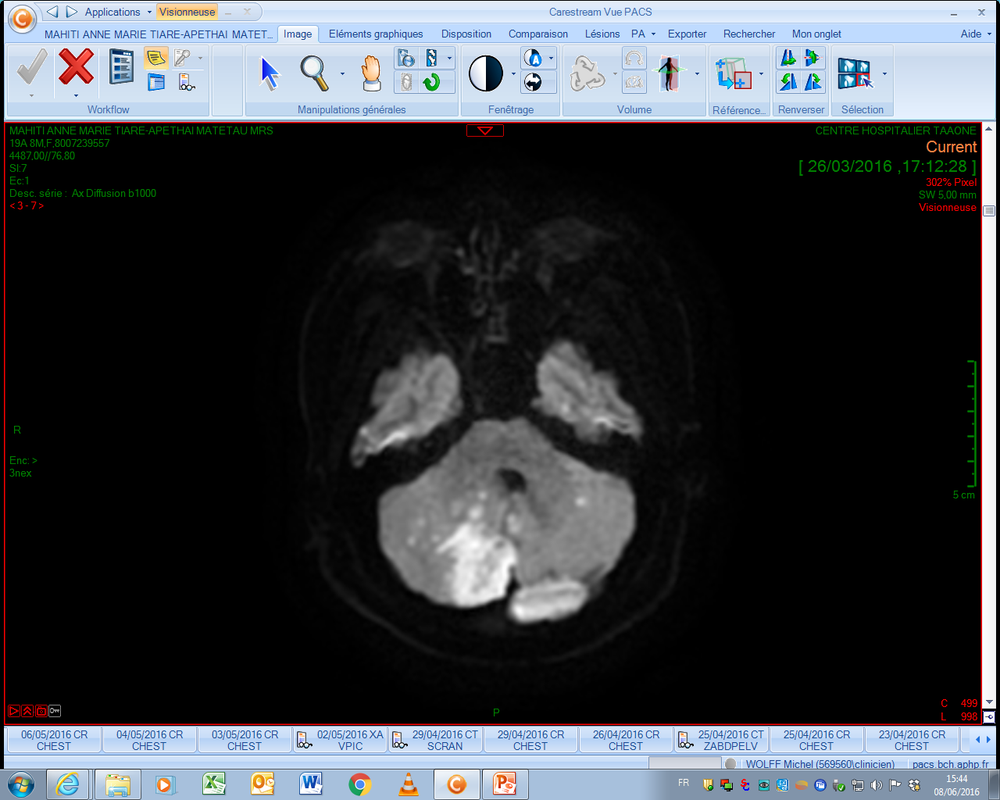 Carestream Vue PACS
Applications
Visionneuse
MAHITI ANNE MARIE TIARE-APETHAI MATET...
Image
Eléments graphiques
Disposition
Comparaison
Lésions
PA
Exporter
Rechercher
Mon onglet
Aide
Workflow
Manipulations générales
Fenêtrage
Volume
Référence...
Renverser
Sélection
MAHITI ANNE MARIE TIARE-APETHAI MATETAU MRS
19A 8M,F,8007239557
4487,00//76,80
SI:7
Ec:1
Desc. série : Ax Diffusion b1000
< 3 - 7 >
CENTRE HOSPITALIER TAAONE
Current
[ 26/03/2016 ,17:12:28 ]
302% Pixel
SW 5,00 mm
Visionneuse
R
Enc: >
3nex
5 cm
P
C 499
L 998
06/05/2016 CR
CHEST
04/05/2016 CR
CHEST
03/05/2016 CR
CHEST
02/05/2016 XA
VPIC
29/04/2016 CT
SCRAN
29/04/2016 CR
CHEST
26/04/2016 CR
CHEST
25/04/2016 CT
ZABDPELV
25/04/2016 CR
CHEST
23/04/2016 CR
CHEST
WOLFF Michel (569560\clinicien)
pacs.bch.aphp.fr
FR
15:44
08/06/2016